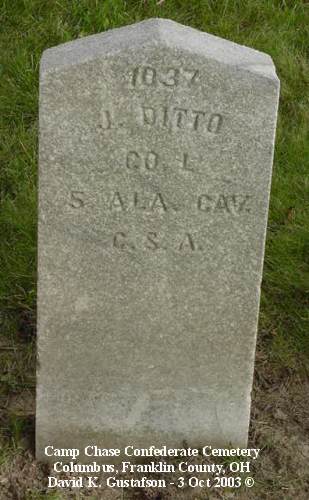 1037
J. DITTO
CO. L
5. ALA. CAV.
C. S. A.
Camp Chase Confederate Cemetery
Columbus, Franklin County, OH
David K. Gustafson - 3 Oct 2003 ©